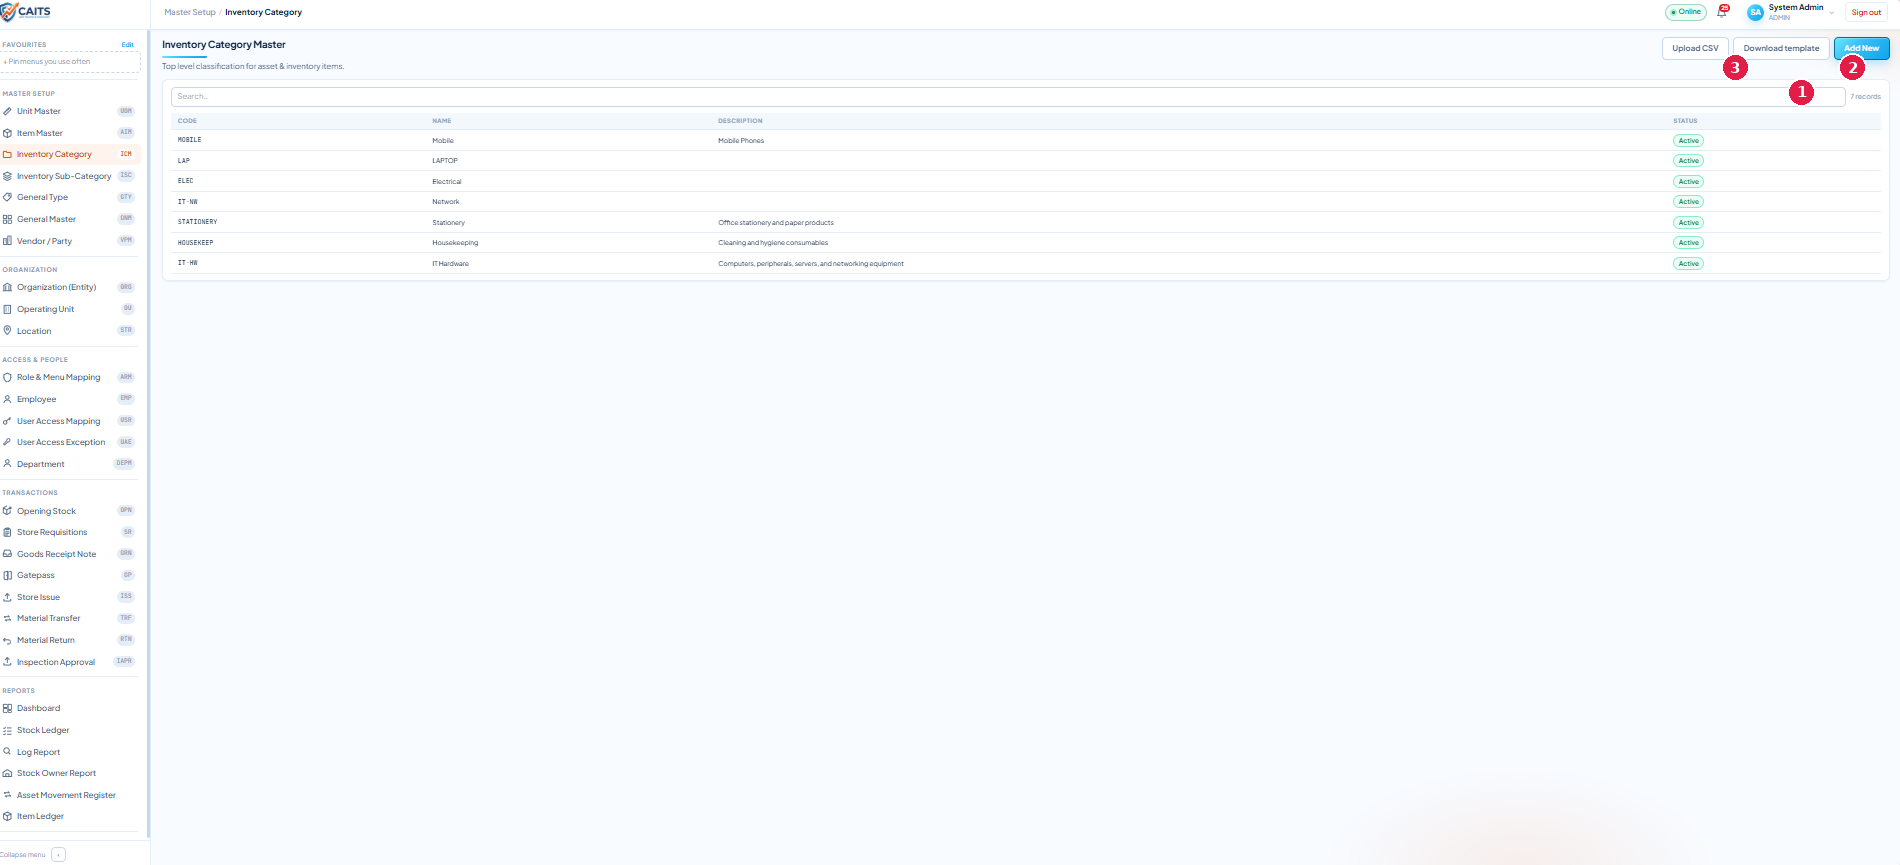 CAITS
Master Setup / Inventory Category
Online
25
SA
System Admin
ADMIN
Sign out
FAVOURITES
Edit
+ Pin menus you use often
MASTER SETUP
Unit Master UOM
Item Master AIM
Inventory Category ICM
Inventory Sub-Category ISC
General Type GTY
General Master GNM
Vendor / Party VPM
ORGANIZATION
Organization (Entity) ORG
Operating Unit OU
Location STR
ACCESS & PEOPLE
Role & Menu Mapping ARM
Employee EMP
User Access Mapping USR
User Access Exception UAE
Department DEPM
TRANSACTIONS
Opening Stock OPN
Store Requisitions SR
Goods Receipt Note GRN
Gatepass GP
Store Issue ISS
Material Transfer TRF
Material Return RTN
Inspection Approval IAPR
REPORTS
Dashboard
Stock Ledger
Log Report
Stock Owner Report
Asset Movement Register
Item Ledger
Collapse menu
Inventory Category Master
Top level classification for asset & inventory items.
Upload CSV
Download template
Add New
3
2
1
Search...
7 records
CODE NAME DESCRIPTION STATUS
MOBILE Mobile Mobile Phones Active
LAP LAPTOP Active
ELEC Electrical Active
IT-NW Network Active
STATIONERY Stationery Office stationery and paper products Active
HOUSEKEEP Housekeeping Cleaning and hygiene consumables Active
IT-HW IT Hardware Computers, peripherals, servers, and networking equipment Active